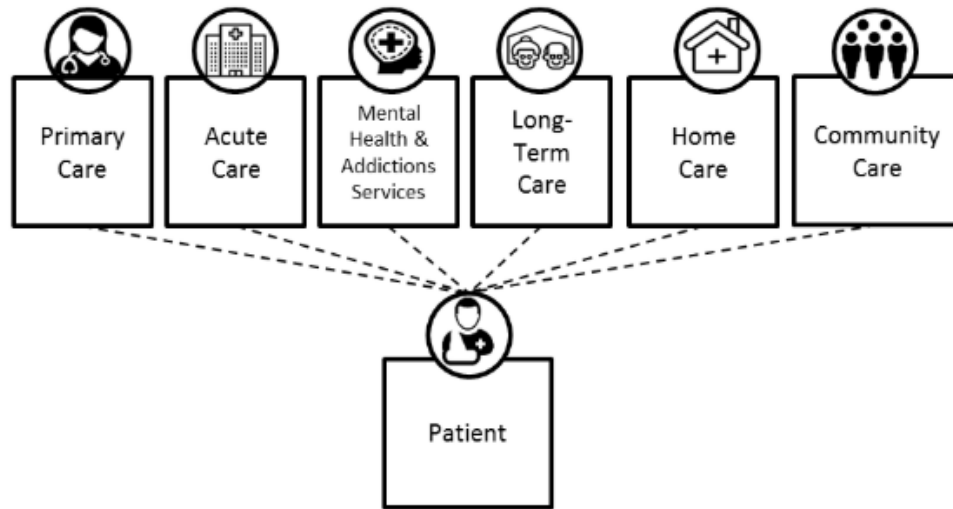 Primary
Care
Acute
Care
Mental
Health &
Addictions
Services
Long-
Term
Care
Home
Care
Community
Care
Patient